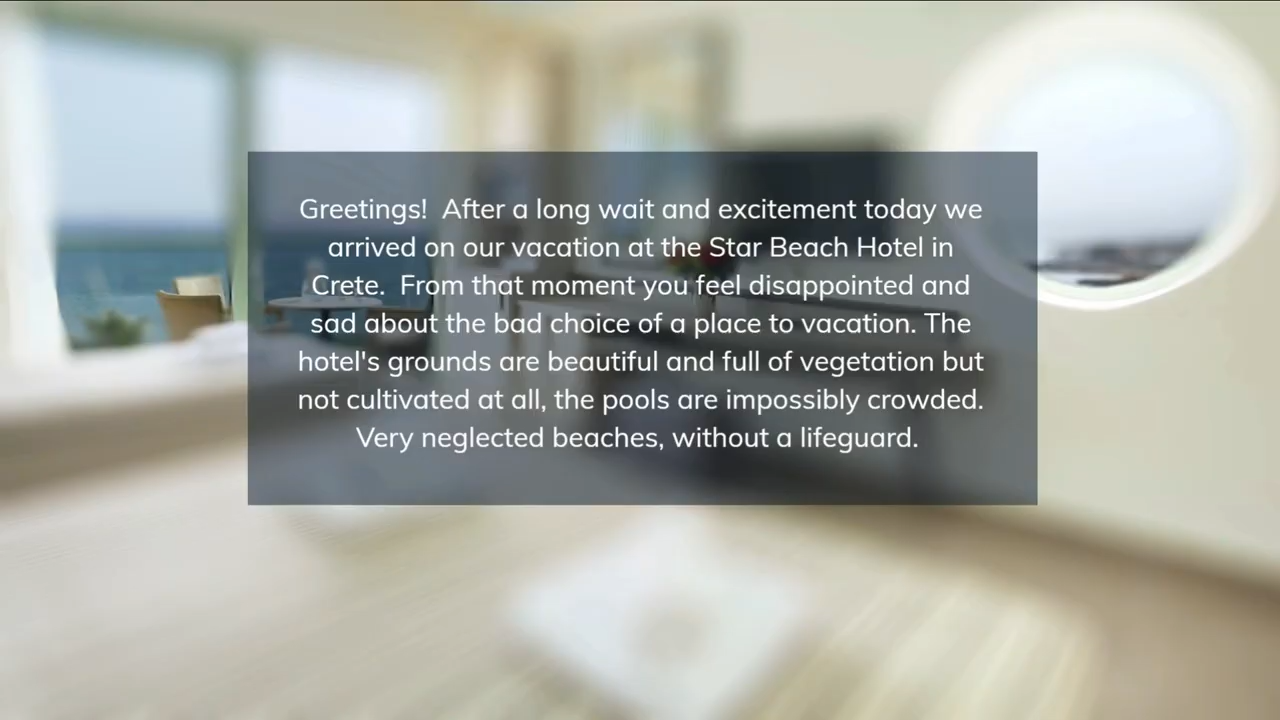 Greetings!  After a long wait and excitement today we
arrived on our vacation at the Star Beach Hotel in
Crete.  From that moment you feel disappointed and
sad about the bad choice of a place to vacation. The
hotel's grounds are beautiful and full of vegetation but
not cultivated at all, the pools are impossibly crowded.
Very neglected beaches, without a lifeguard.